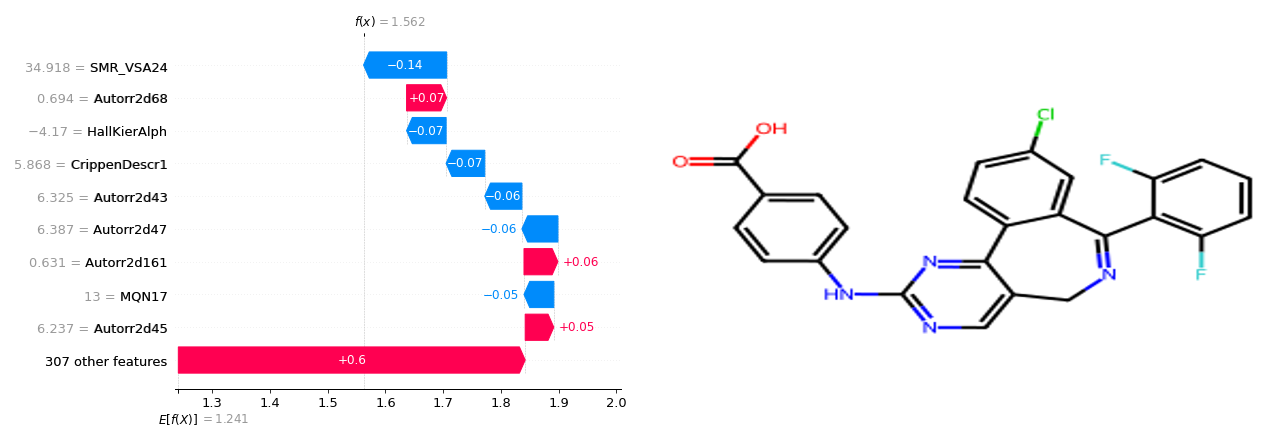 f(x) = 1.562
34.918 = SMR_VSA24
−0.14
0.694 = Autorr2d68
+0.07
−4.17 = HallKierAlph
−0.07
5.868 = CrippenDescr1
−0.07
6.325 = Autorr2d43
−0.06
6.387 = Autorr2d47
−0.06
0.631 = Autorr2d161
+0.06
13 = MQN17
−0.05
6.237 = Autorr2d45
+0.05
307 other features
+0.6
1.3 1.4 1.5 1.6 1.7 1.8 1.9 2.0
E[f(X)] = 1.241
Cl
OH
O
F
N
N
F
HN
N